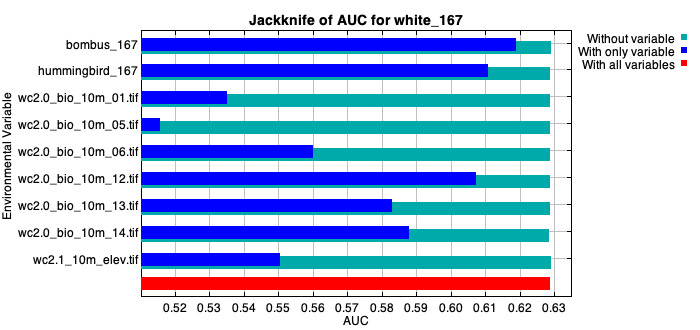 Jackknife of AUC for white_167
Without variable
With only variable
With all variables
Environmental Variable
bombus_167
hummingbird_167
wc2.0_bio_10m_01.tif
wc2.0_bio_10m_05.tif
wc2.0_bio_10m_06.tif
wc2.0_bio_10m_12.tif
wc2.0_bio_10m_13.tif
wc2.0_bio_10m_14.tif
wc2.1_10m_elev.tif
0.52 0.53 0.54 0.55 0.56 0.57 0.58 0.59 0.60 0.61 0.62 0.63
AUC